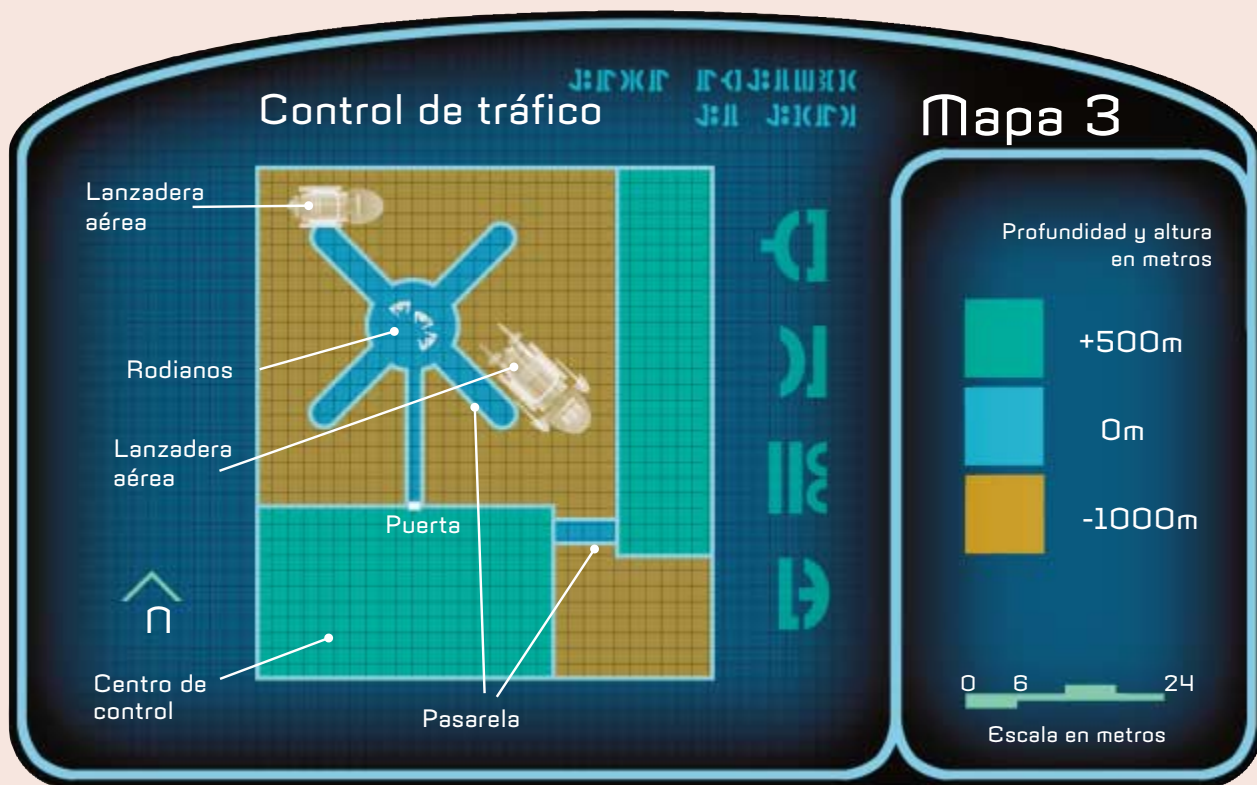 Control de tráfico
Mapa 3
Lanzadera
aérea
Rodianos
Lanzadera
aérea
Puerta
n
Centro de
control
Pasarela
Profundidad y altura
en metros
+500m
0m
-1000m
0 6 24
Escala en metros